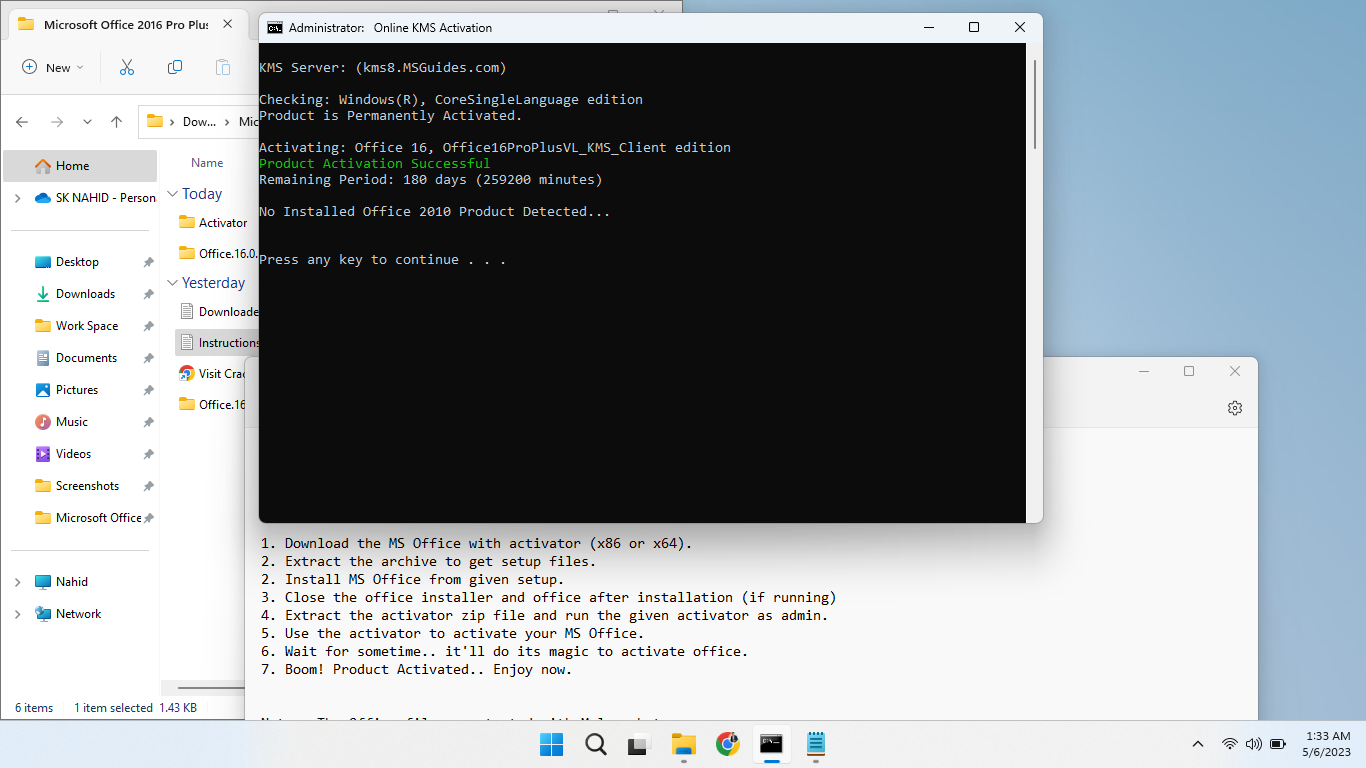 Microsoft Office 2016 Pro Plus
New
Dow...
Mic
Name
Home
SK NAHID - Person
Desktop
Downloads
Work Space
Documents
Pictures
Music
Videos
Screenshots
Microsoft Office
Nahid
Network
Today
Activator
Office.16.0.
Yesterday
Downloade
Instructions
Visit Crac
Office.16
6 items 1 item selected 1.43 KB
Administrator: Online KMS Activation
KMS Server: (kms8.MSGuides.com)
Checking: Windows(R), CoreSingleLanguage edition
Product is Permanently Activated.
Activating: Office 16, Office16ProPlusVL_KMS_Client edition
Product Activation Successful
Remaining Period: 180 days (259200 minutes)
No Installed Office 2010 Product Detected...
Press any key to continue . . .
1. Download the MS Office with activator (x86 or x64).
2. Extract the archive to get setup files.
2. Install MS Office from given setup.
3. Close the office installer and office after installation (if running)
4. Extract the activator zip file and run the given activator as admin.
5. Use the activator to activate your MS Office.
6. Wait for sometime.. it'll do its magic to activate office.
7. Boom! Product Activated.. Enjoy now.
1:33 AM
5/6/2023